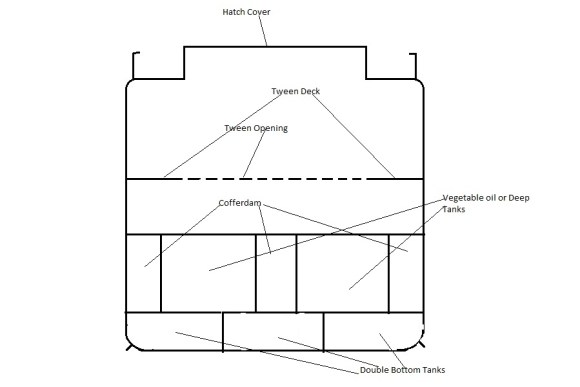 Hatch Cover
Tween Deck
Tween Opening
Cofferdam
Vegetable oil or Deep
Tanks
Double Bottom Tanks